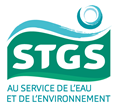 STGS
AU SERVICE DE L'EAU
ET DE L'ENVIRONNEMENT